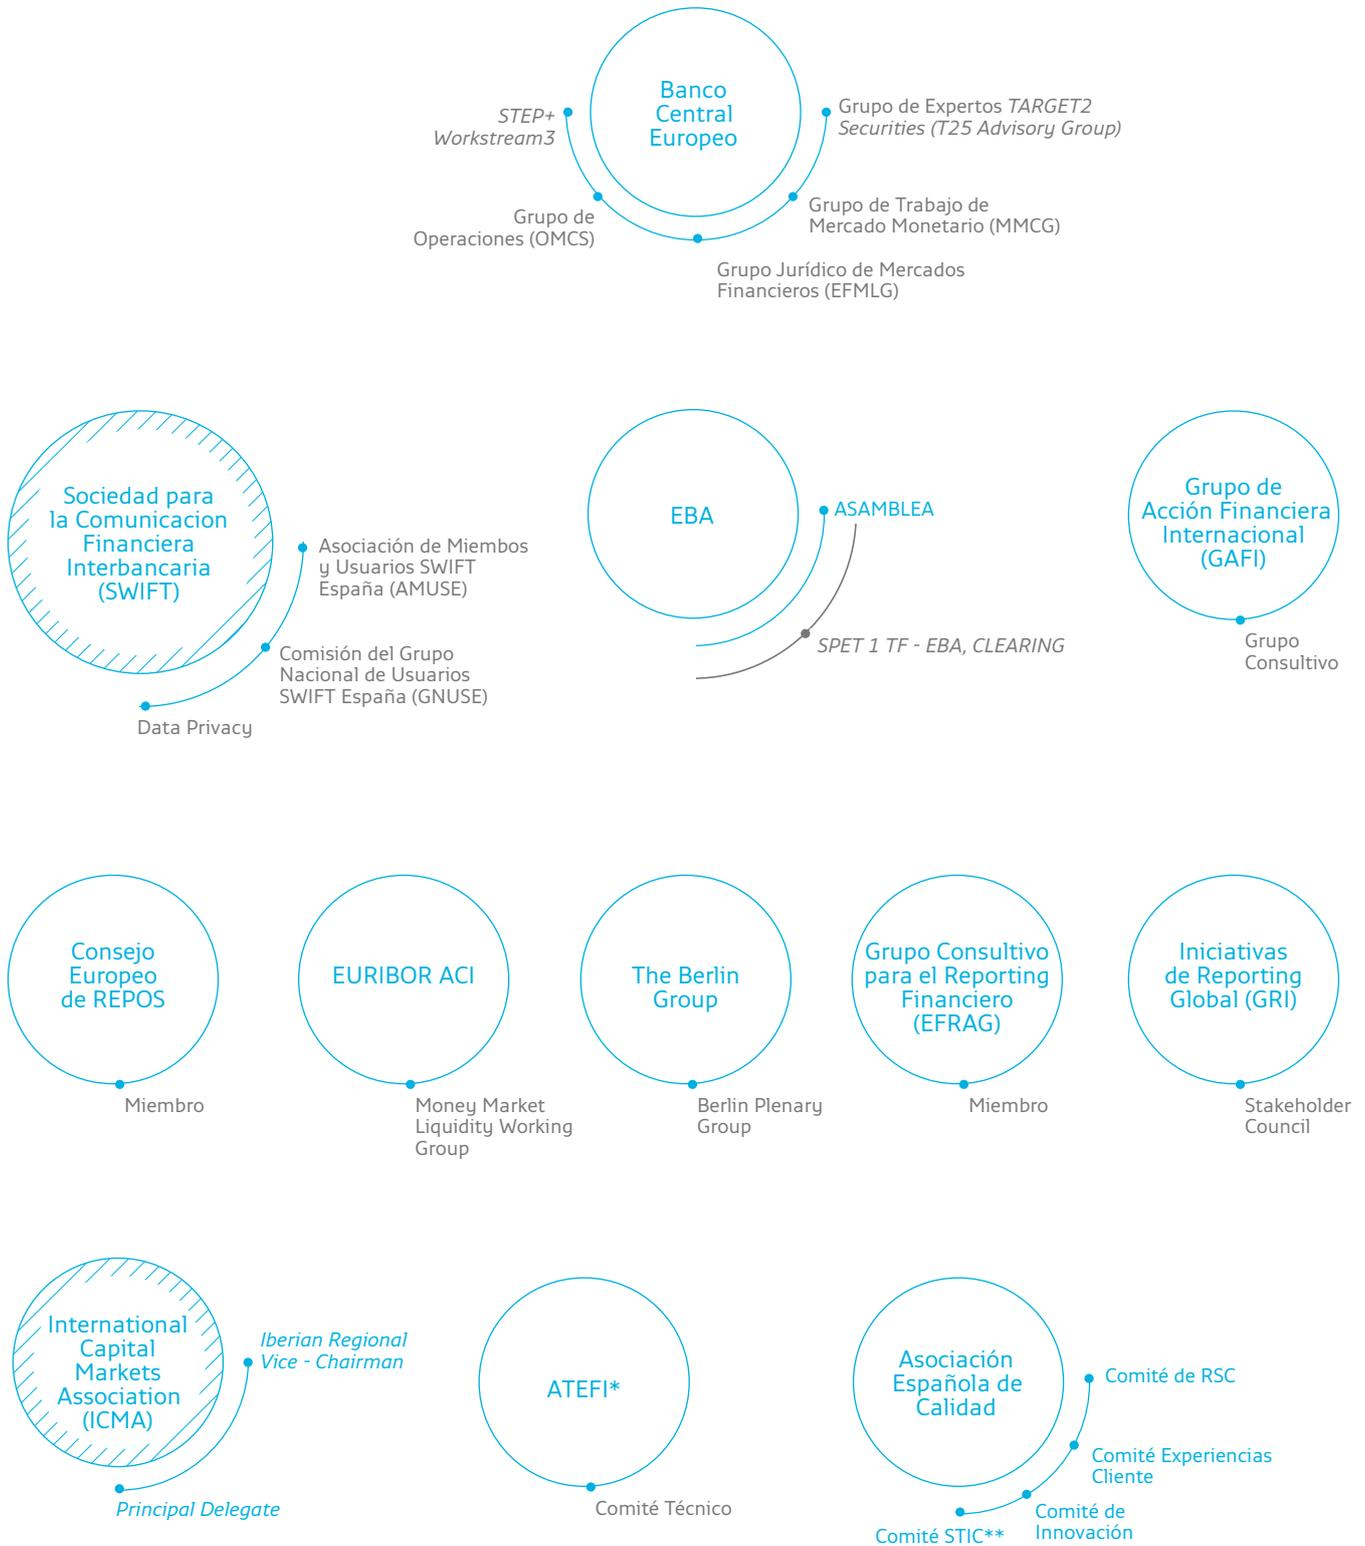 Banco
Central
Europeo
STEP+
Workstream3
Grupo de
Operaciones (OMCS)
Grupo Jurídico de Mercados
Financieros (EFMLG)
Grupo de Trabajo de
Mercado Monetario (MMCG)
Grupo de Expertos TARGET2
Securities (T25 Advisory Group)
Sociedad para
la Comunicacion
Financiera
Interbancaria
(SWIFT)
Asociación de Miembos
y Usuarios SWIFT
España (AMUSE)
Comisión del Grupo
Nacional de Usuarios
SWIFT España (GNUSE)
Data Privacy
EBA
ASAMBLEA
SPET 1 TF - EBA, CLEARING
Grupo de
Acción Financiera
Internacional
(GAFI)
Grupo
Consultivo
Consejo
Europeo
de REPOS
Miembro
EURIBOR ACI
Money Market
Liquidity Working
Group
The Berlin
Group
Berlin Plenary
Group
Grupo Consultivo
para el Reporting
Financiero
(EFRAG)
Miembro
Iniciativas
de Reporting
Global (GRI)
Stakeholder
Council
International
Capital
Markets
Association
(ICMA)
Iberian Regional
Vice - Chairman
Principal Delegate
ATEFI*
Comité Técnico
Asociación
Española de
Calidad
Comité de RSC
Comité Experiencias
Cliente
Comité de
Innovación
Comité STIC**